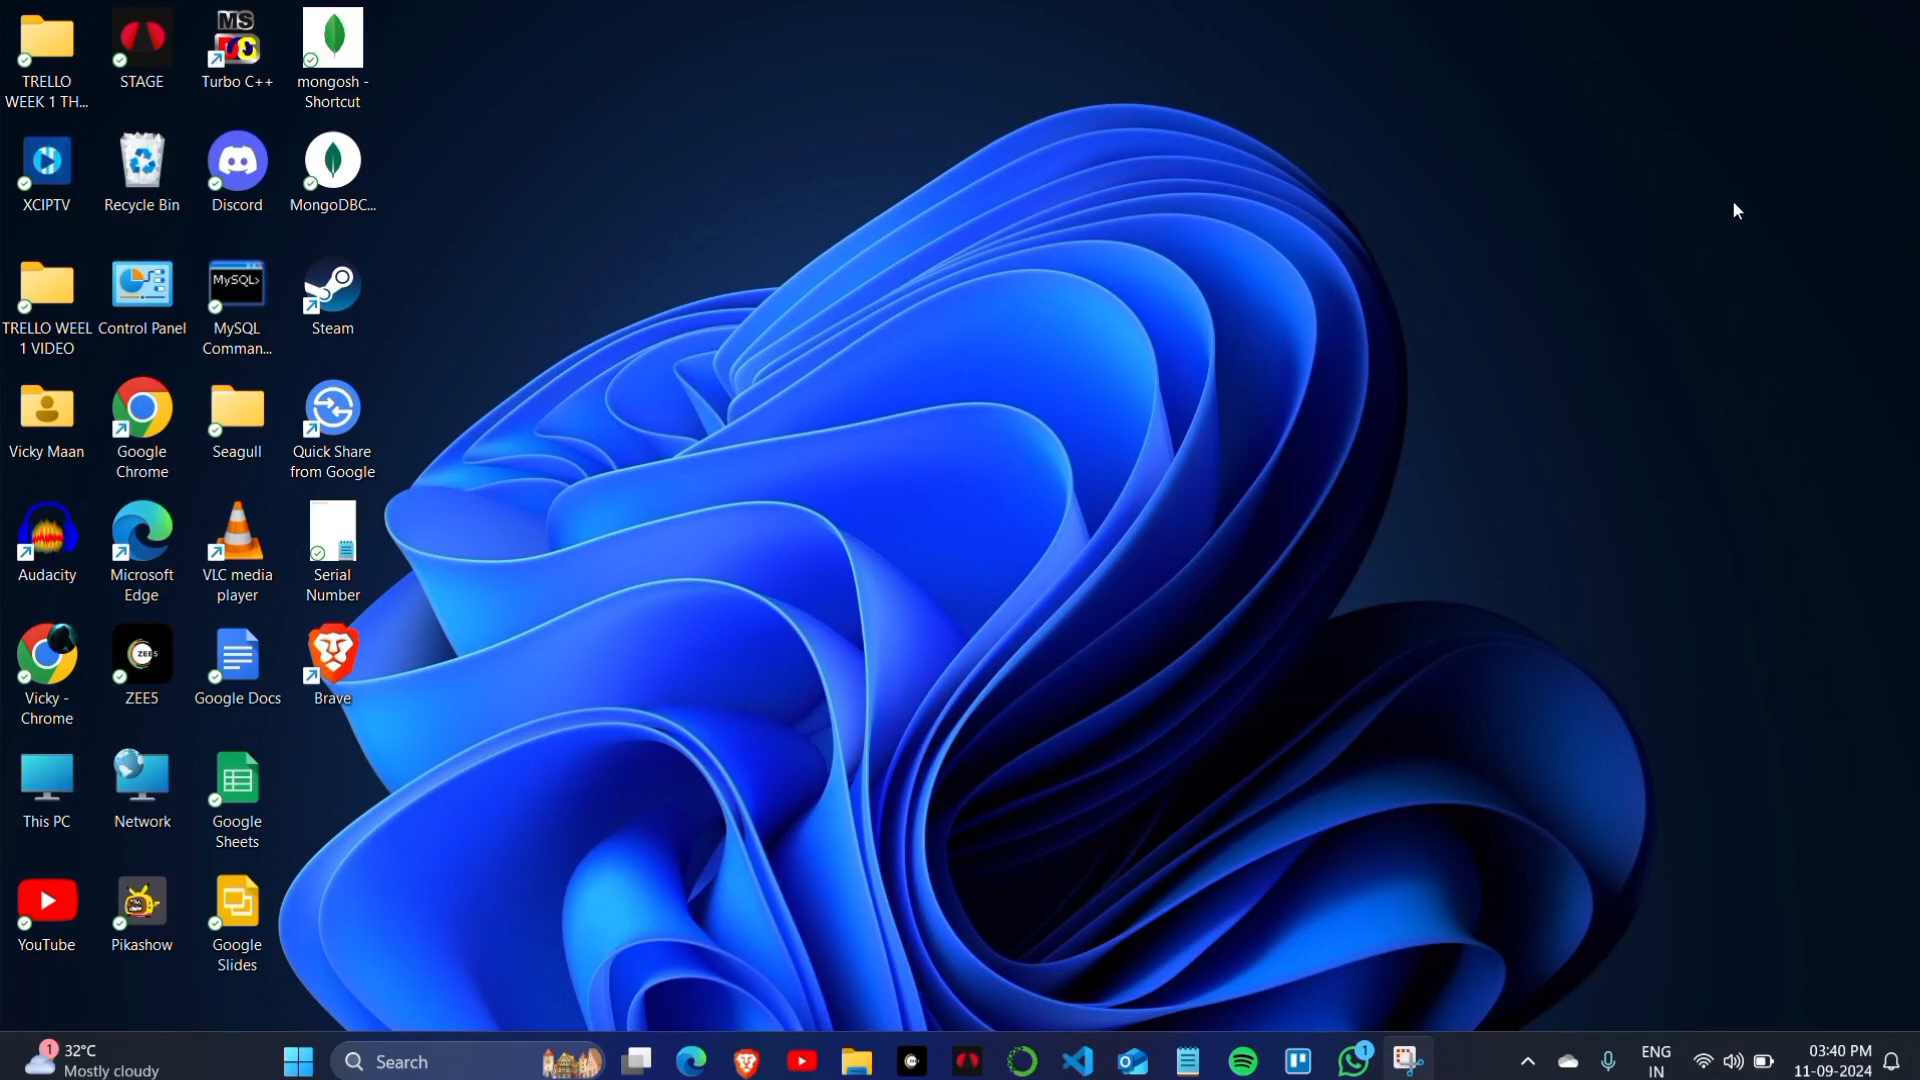 TRELLO
WEEK 1 TH...
STAGE
MS
Turbo C++
mongosh -
Shortcut
XCIPTV
Recycle Bin
Discord
MongoDBC...
TRELLO WEEL
1 VIDEO
Control Panel
MySQL>
MySQL
Comman...
Steam
Vicky Maan
Google
Chrome
Seagull
Quick Share
from Google
Audacity
Microsoft
Edge
VLC media
player
Serial
Number
Vicky -
Chrome
ZEE5
ZEE5
Google Docs
Brave
This PC
Network
Google
Sheets
YouTube
Pikashow
Google
Slides
1
32°C
Mostly cloudy
Search
1
ENG
IN
03:40 PM
11-09-2024